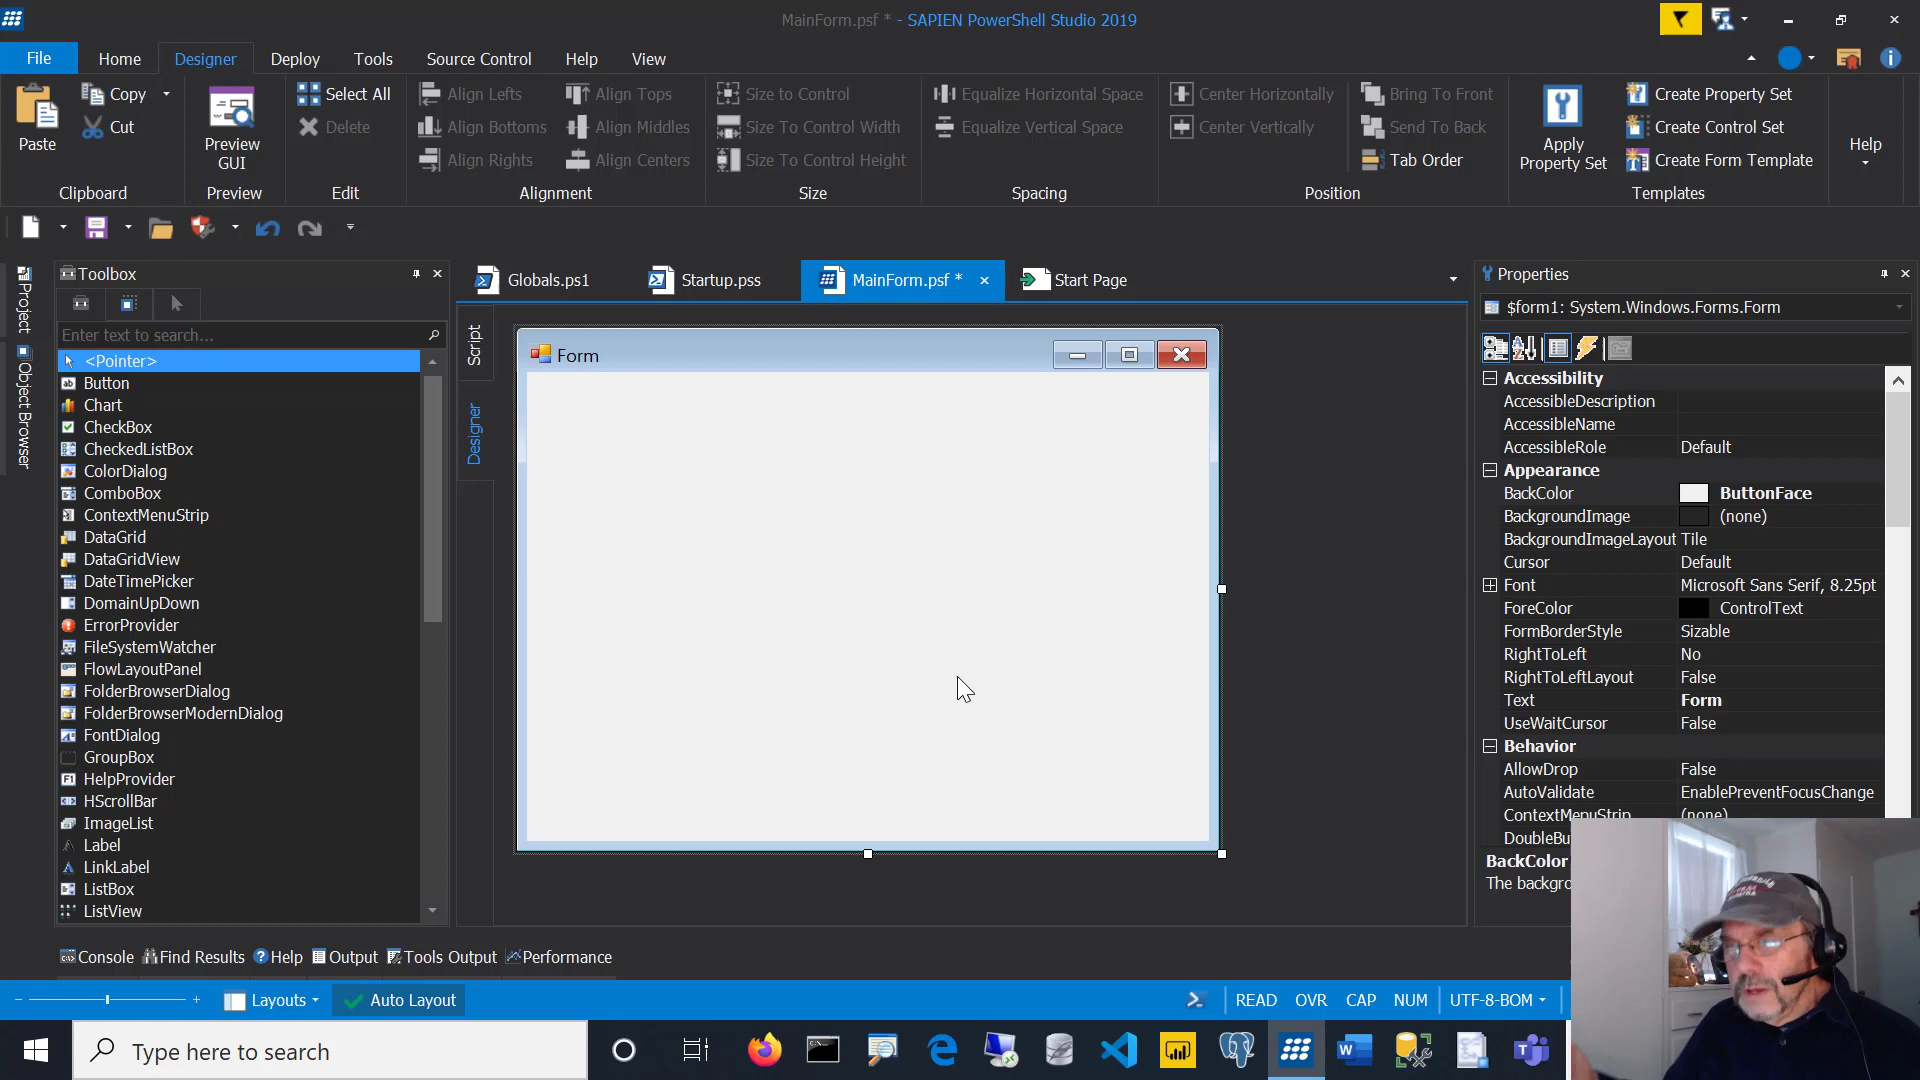 MainForm.psf * - SAPIEN PowerShell Studio 2019
File Home Designer Deploy Tools Source Control Help View
Paste
Copy
Cut
Clipboard
Preview GUI
Preview
Select All
Delete
Edit
Align Lefts
Align Bottoms
Align Rights
Align Tops
Align Middles
Align Centers
Alignment
Size to Control
Size To Control Width
Size To Control Height
Size
Equalize Horizontal Space
Equalize Vertical Space
Spacing
Center Horizontally
Center Vertically
Bring To Front
Send To Back
Tab Order
Position
Apply
Property Set
Create Property Set
Create Control Set
Create Form Template
Templates
Help
Project
Object Browser
Toolbox
Enter text to search...
<Pointer>
Button
Chart
CheckBox
CheckedListBox
ColorDialog
ComboBox
ContextMenuStrip
DataGrid
DataGridView
DateTimePicker
DomainUpDown
ErrorProvider
FileSystemWatcher
FlowLayoutPanel
FolderBrowserDialog
FolderBrowserModernDialog
FontDialog
GroupBox
HelpProvider
HScrollBar
ImageList
Label
LinkLabel
ListBox
ListView
Globals.ps1 Startup.pss MainForm.psf * Start Page
Script
Designer
Form
Properties
$form1: System.Windows.Forms.Form
Accessibility
AccessibleDescription
AccessibleName
AccessibleRole Default
Appearance
BackColor ButtonFace
BackgroundImage (none)
BackgroundImageLayout Tile
Cursor Default
Font Microsoft Sans Serif, 8.25pt
ForeColor ControlText
FormBorderStyle Sizable
RightToLeft No
RightToLeftLayout False
Text Form
UseWaitCursor False
Behavior
AllowDrop False
AutoValidate EnablePreventFocusChange
ContextMenuStrip (none)
DoubleBu
BackColor
The backgro
Console Find Results Help Output Tools Output Performance
Layouts Auto Layout READ OVR CAP NUM UTF-8-BOM
Type here to search